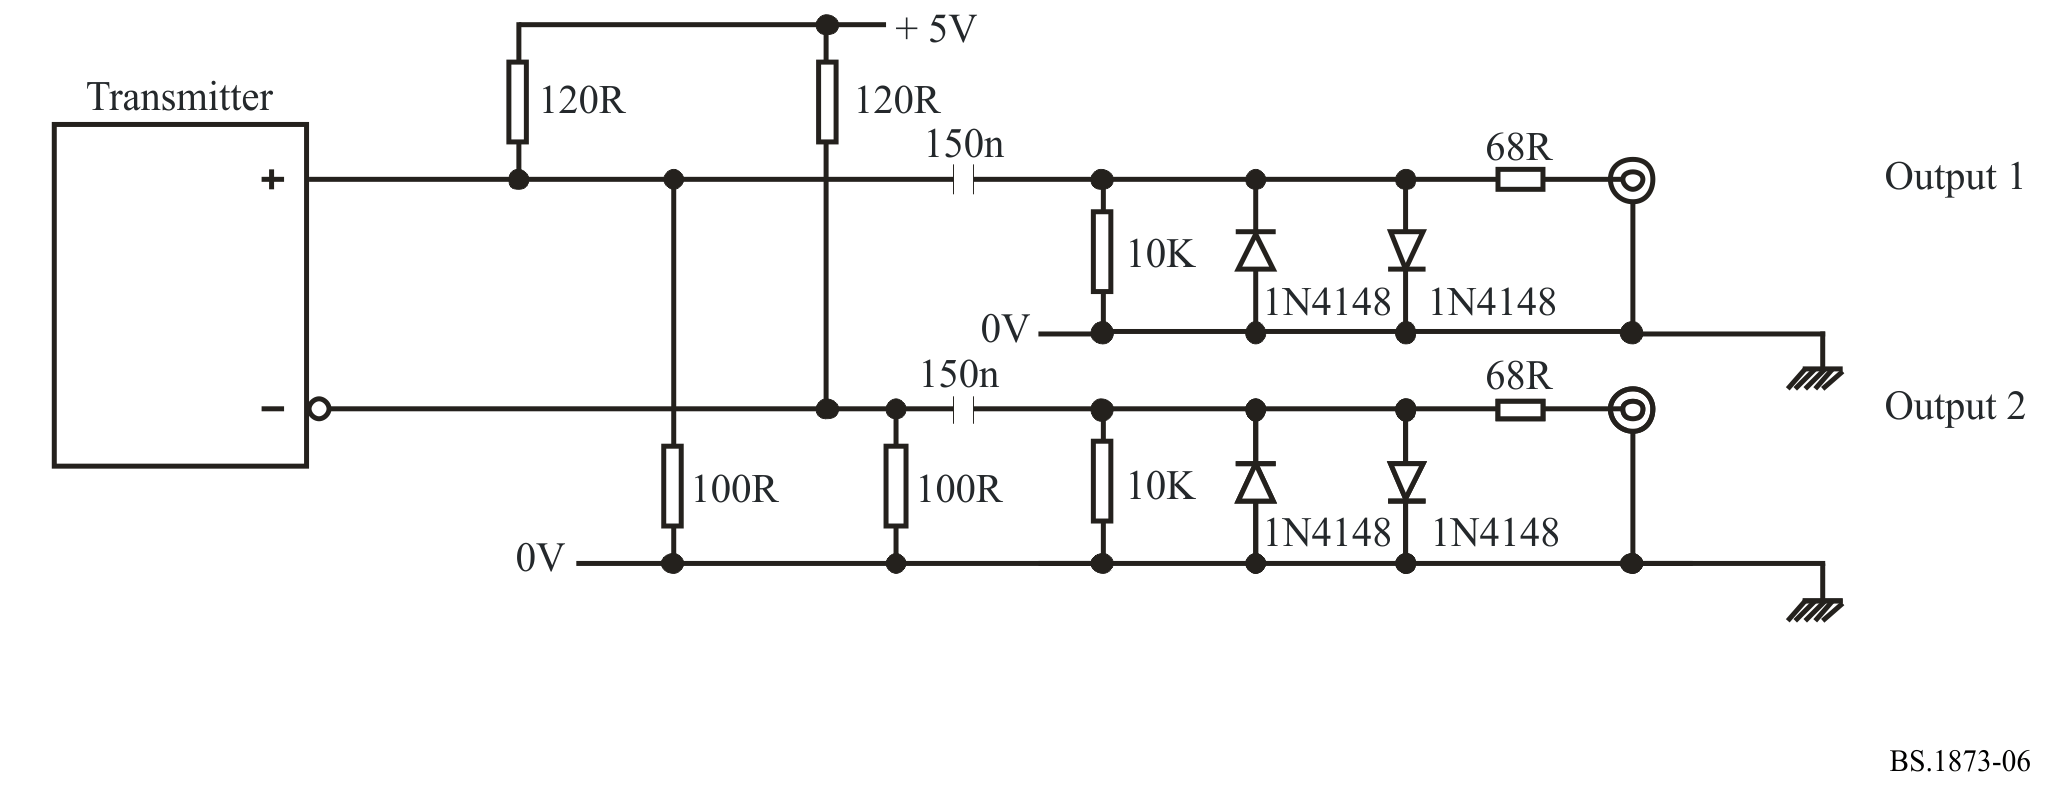 + 5V
Transmitter
120R
120R
150n
68R
+
Output 1
10K
1N4148
1N4148
0V
150n
68R
–
Output 2
10K
100R
100R
1N4148
1N4148
0V
BS.1873-06